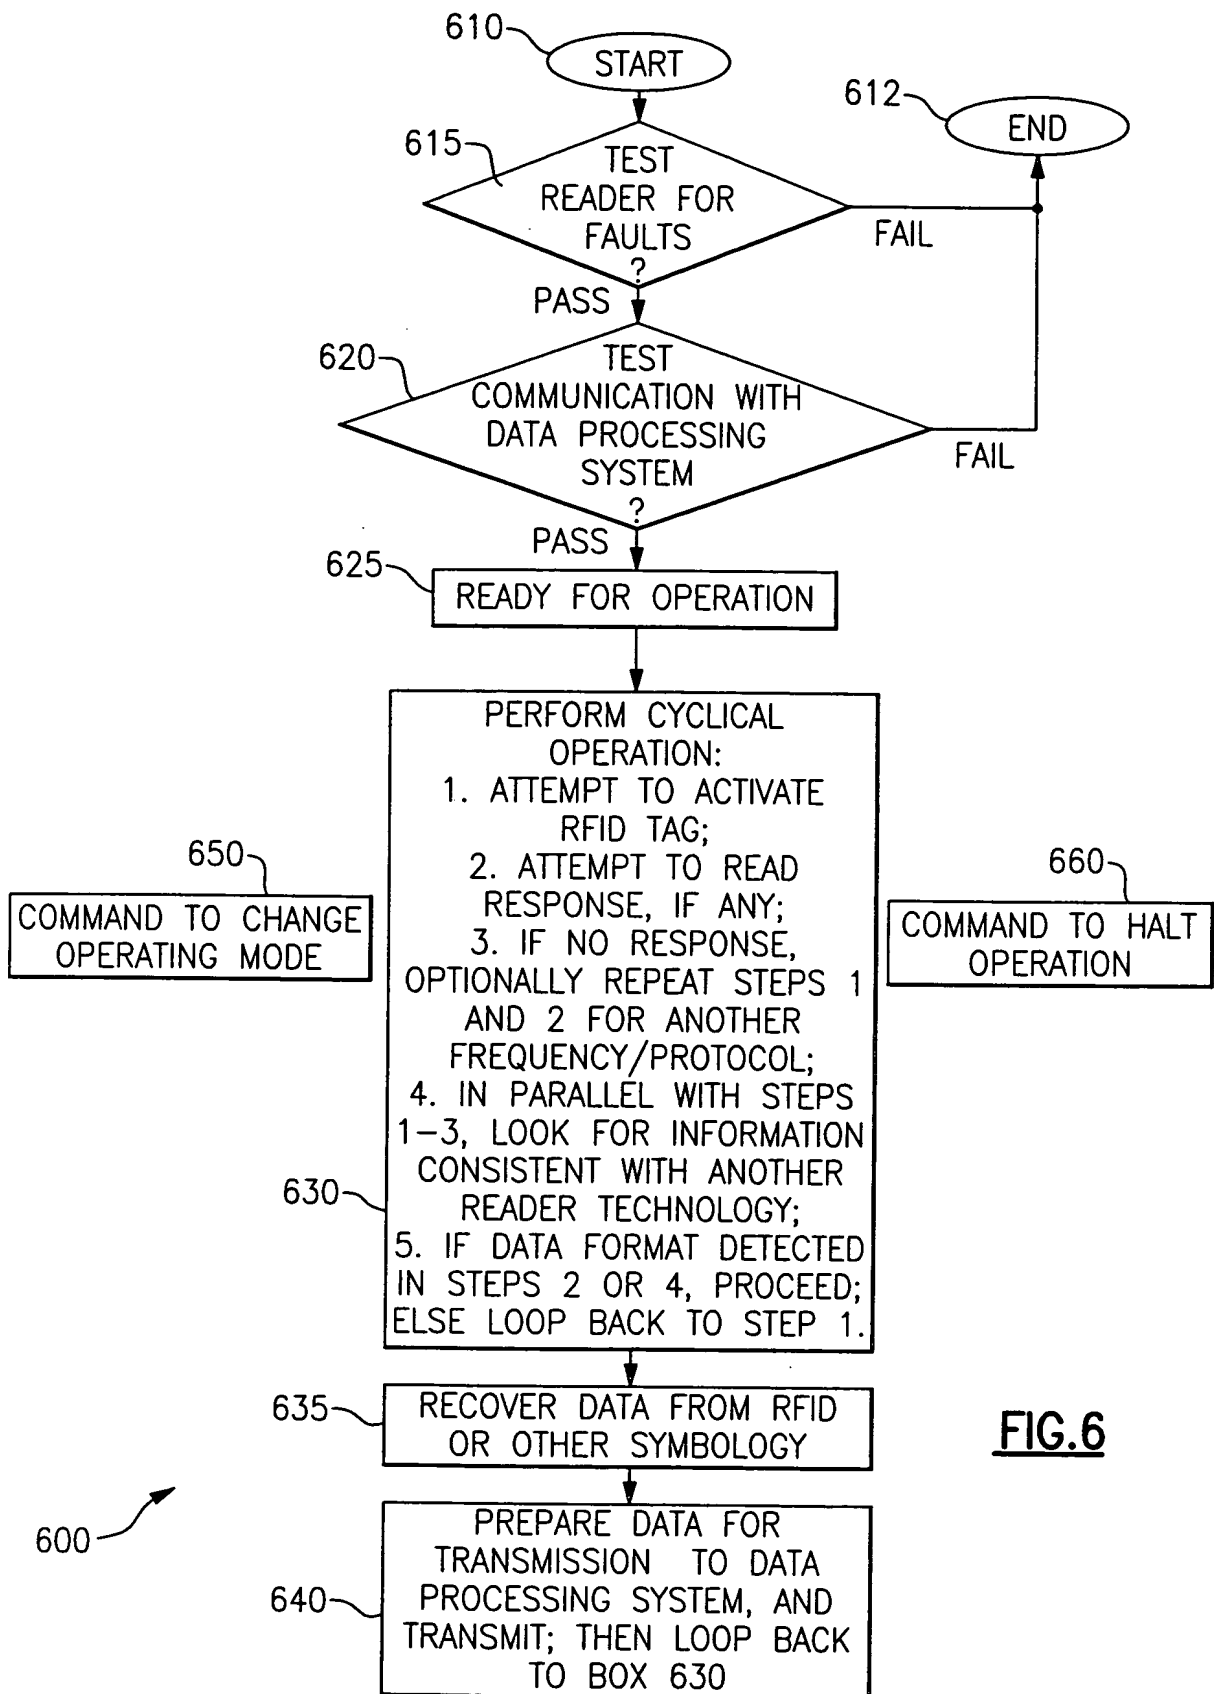 610
START
612
END
615
TEST
READER FOR
FAULTS
?
FAIL
PASS
620
TEST
COMMUNICATION WITH
DATA PROCESSING
SYSTEM
?
FAIL
PASS
625
READY FOR OPERATION
PERFORM CYCLICAL
OPERATION:
1. ATTEMPT TO ACTIVATE
RFID TAG;
2. ATTEMPT TO READ
RESPONSE, IF ANY;
3. IF NO RESPONSE,
OPTIONALLY REPEAT STEPS 1
AND 2 FOR ANOTHER
FREQUENCY/PROTOCOL;
4. IN PARALLEL WITH STEPS
1-3, LOOK FOR INFORMATION
CONSISTENT WITH ANOTHER
READER TECHNOLOGY;
5. IF DATA FORMAT DETECTED
IN STEPS 2 OR 4, PROCEED;
ELSE LOOP BACK TO STEP 1.
630
650
COMMAND TO CHANGE
OPERATING MODE
660
COMMAND TO HALT
OPERATION
635
RECOVER DATA FROM RFID
OR OTHER SYMBOLOGY
FIG.6
600
640
PREPARE DATA FOR
TRANSMISSION TO DATA
PROCESSING SYSTEM, AND
TRANSMIT; THEN LOOP BACK
TO BOX 630